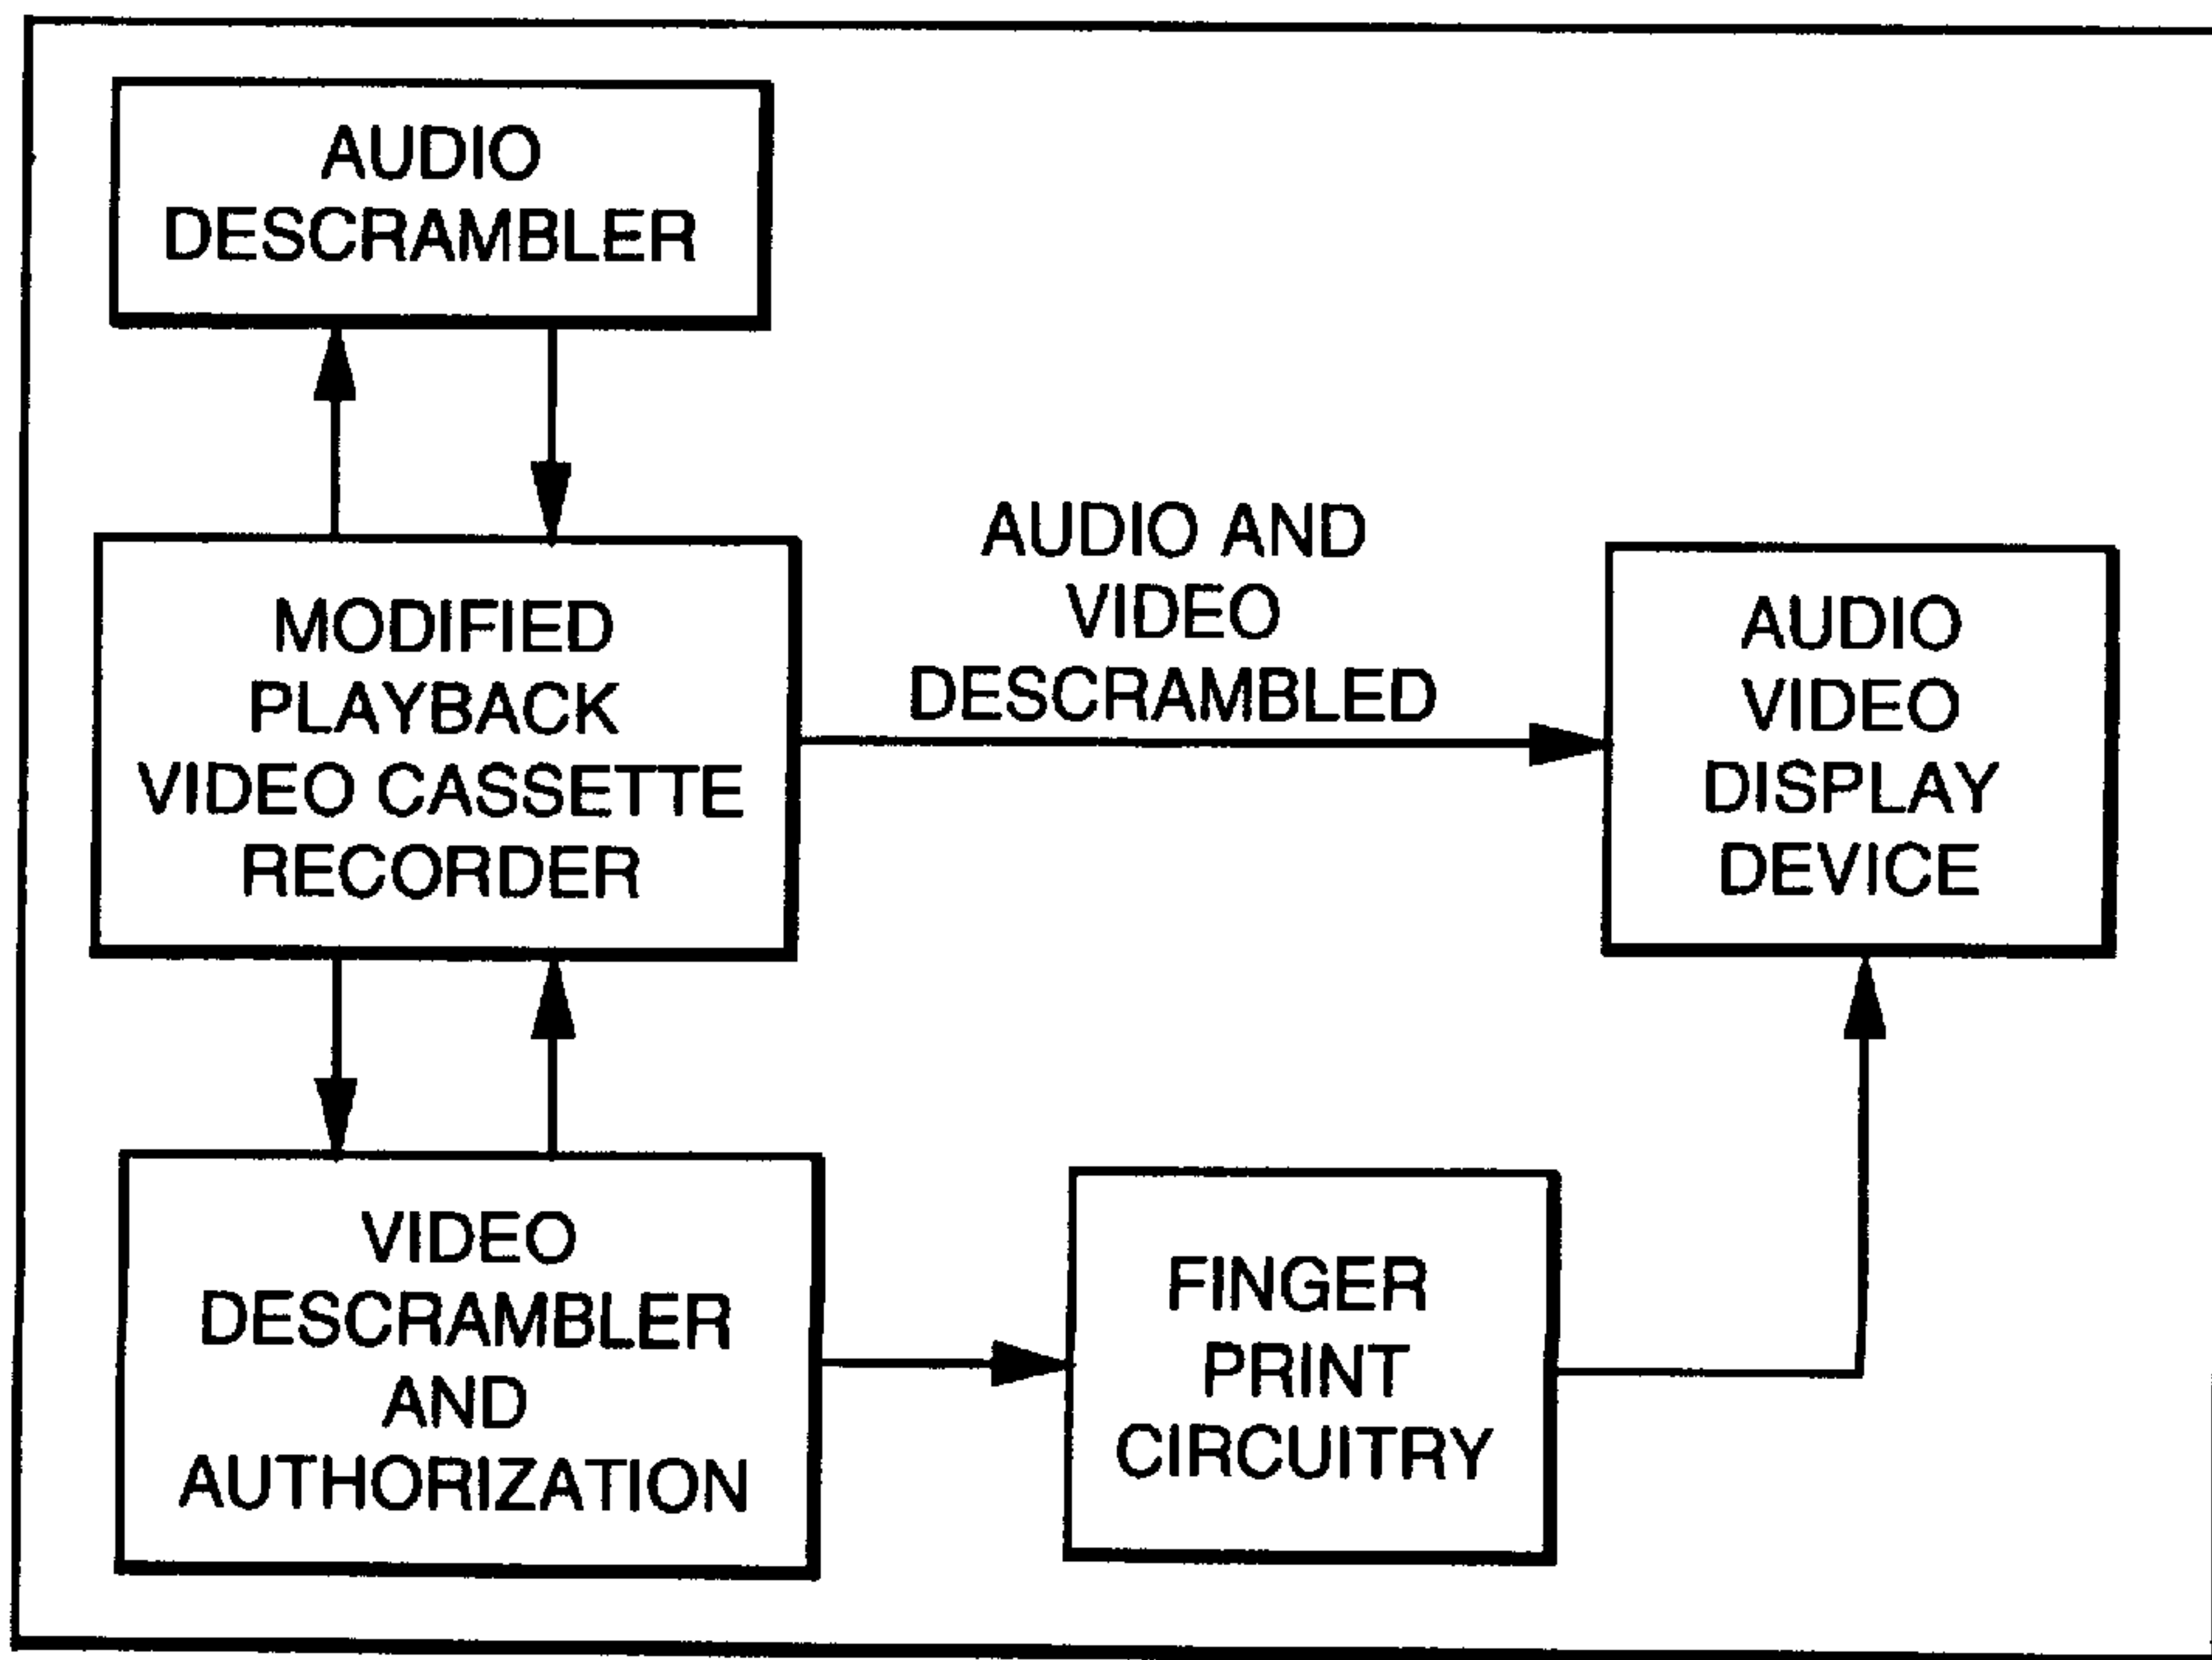 AUDIO
DESCRAMBLER
MODIFIED
PLAYBACK
VIDEO CASSETTE
RECORDER
AUDIO AND
VIDEO
DESCRAMBLED
AUDIO
VIDEO
DISPLAY
DEVICE
VIDEO
DESCRAMBLER
AND
AUTHORIZATION
FINGER
PRINT
CIRCUITRY